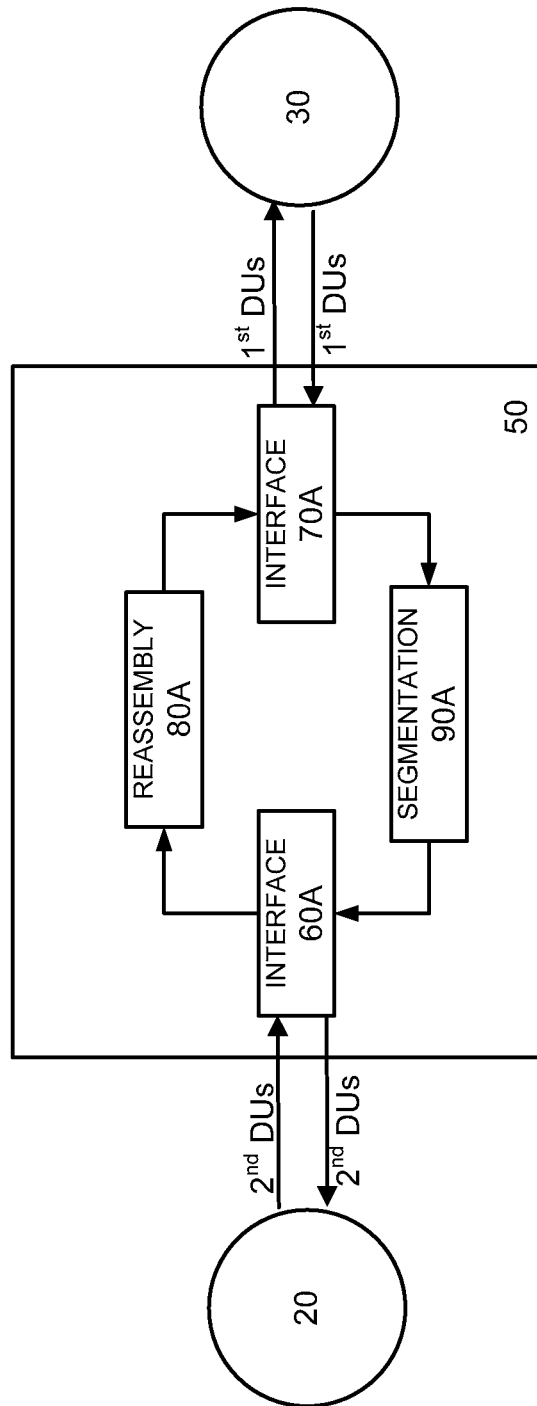 20
2nd DUs
2nd DUs
INTERFACE
60A
REASSEMBLY
80A
SEGMENTATION
90A
INTERFACE
70A
50
1st DUs
1st DUs
30